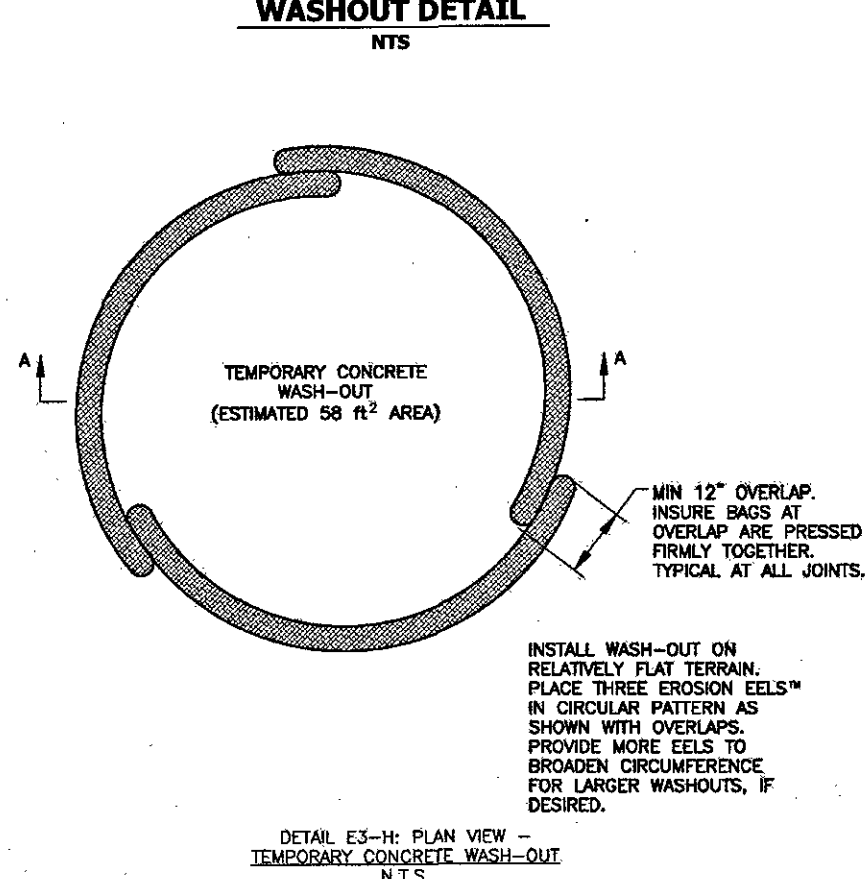 WASHOUT DETAIL
NTS
A
A
TEMPORARY CONCRETE
WASH-OUT
(ESTIMATED 58 ft² AREA)
MIN 12" OVERLAP.
INSURE BAGS AT
OVERLAP ARE PRESSED
FIRMLY TOGETHER.
TYPICAL AT ALL JOINTS.
INSTALL WASH-OUT ON
RELATIVELY FLAT TERRAIN.
PLACE THREE EROSION EELS™
IN CIRCULAR PATTERN AS
SHOWN WITH OVERLAPS.
PROVIDE MORE EELS TO
BROADEN CIRCUMFERENCE
FOR LARGER WASHOUTS, IF
DESIRED.
DETAIL E3-H: PLAN VIEW -
TEMPORARY CONCRETE WASH-OUT
N.T.S.